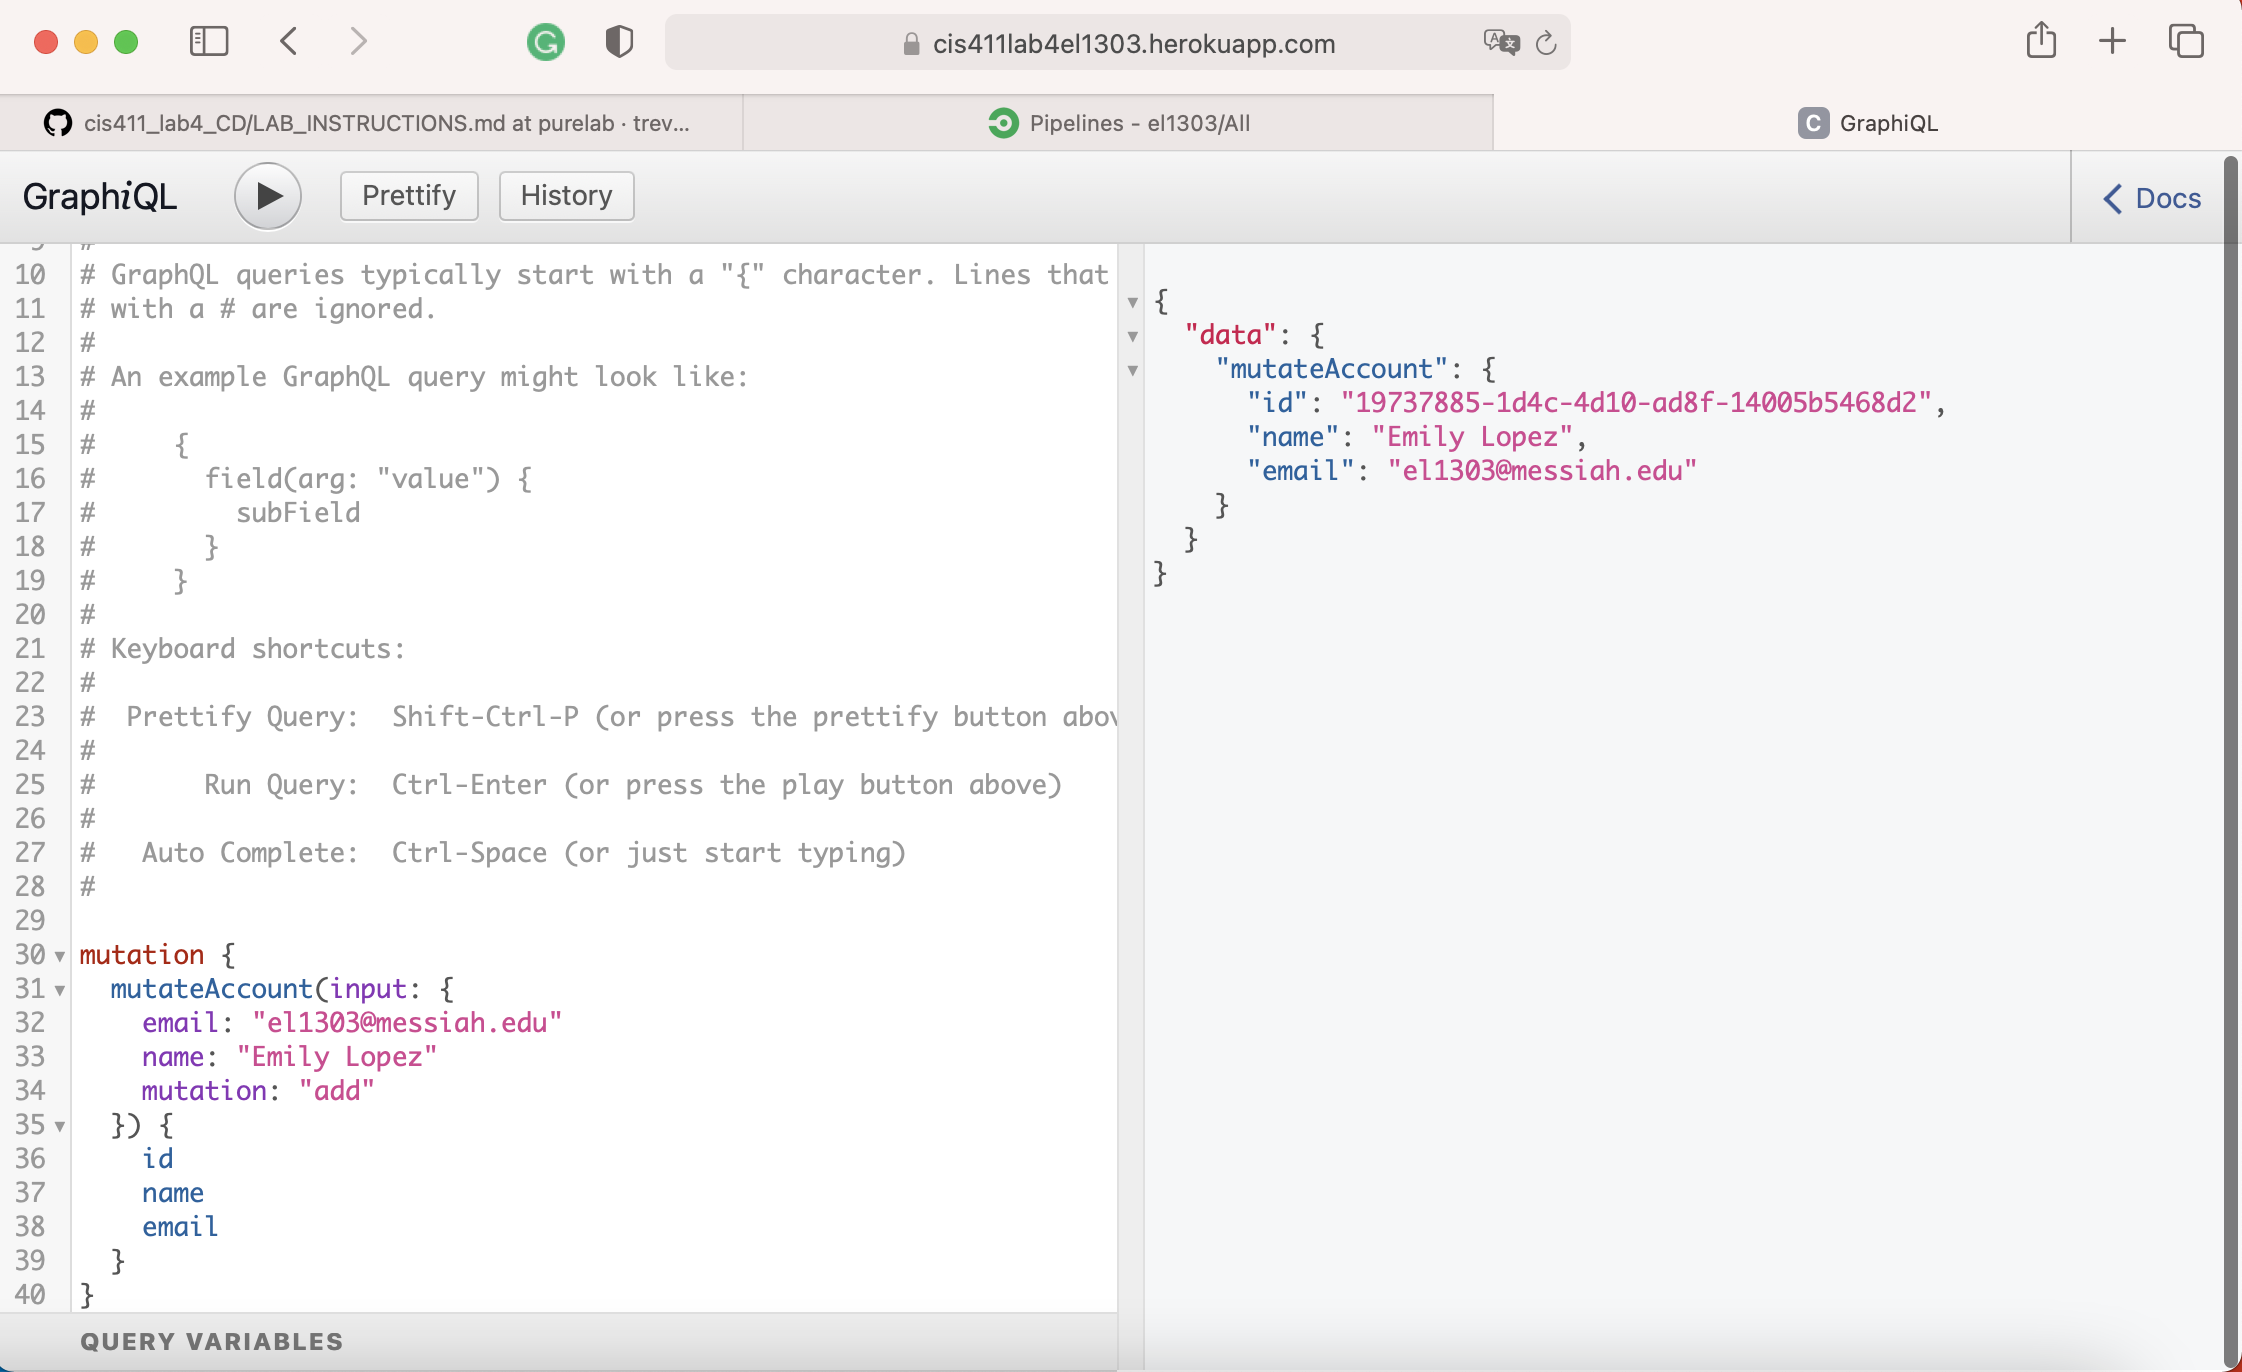 cis411lab4el1303.herokuapp.com
cis411_lab4_CD/LAB_INSTRUCTIONS.md at purelab · trev...
Pipelines - el1303/All
C GraphiQL
GraphiQL
Prettify
History
Docs
9 #
10 # GraphQL queries typically start with a "{" character. Lines that
11 # with a # are ignored.
12 #
13 # An example GraphQL query might look like:
14 #
15 #     {
16 #       field(arg: "value") {
17 #         subField
18 #       }
19 #     }
20 #
21 # Keyboard shortcuts:
22 #
23 #  Prettify Query:  Shift-Ctrl-P (or press the prettify button abov
24 #
25 #       Run Query:  Ctrl-Enter (or press the play button above)
26 #
27 #   Auto Complete:  Ctrl-Space (or just start typing)
28 #
29
30 mutation {
31   mutateAccount(input: {
32     email: "el1303@messiah.edu"
33     name: "Emily Lopez"
34     mutation: "add"
35   }) {
36     id
37     name
38     email
39   }
40 }
QUERY VARIABLES
{
  "data": {
    "mutateAccount": {
      "id": "19737885-1d4c-4d10-ad8f-14005b5468d2",
      "name": "Emily Lopez",
      "email": "el1303@messiah.edu"
    }
  }
}